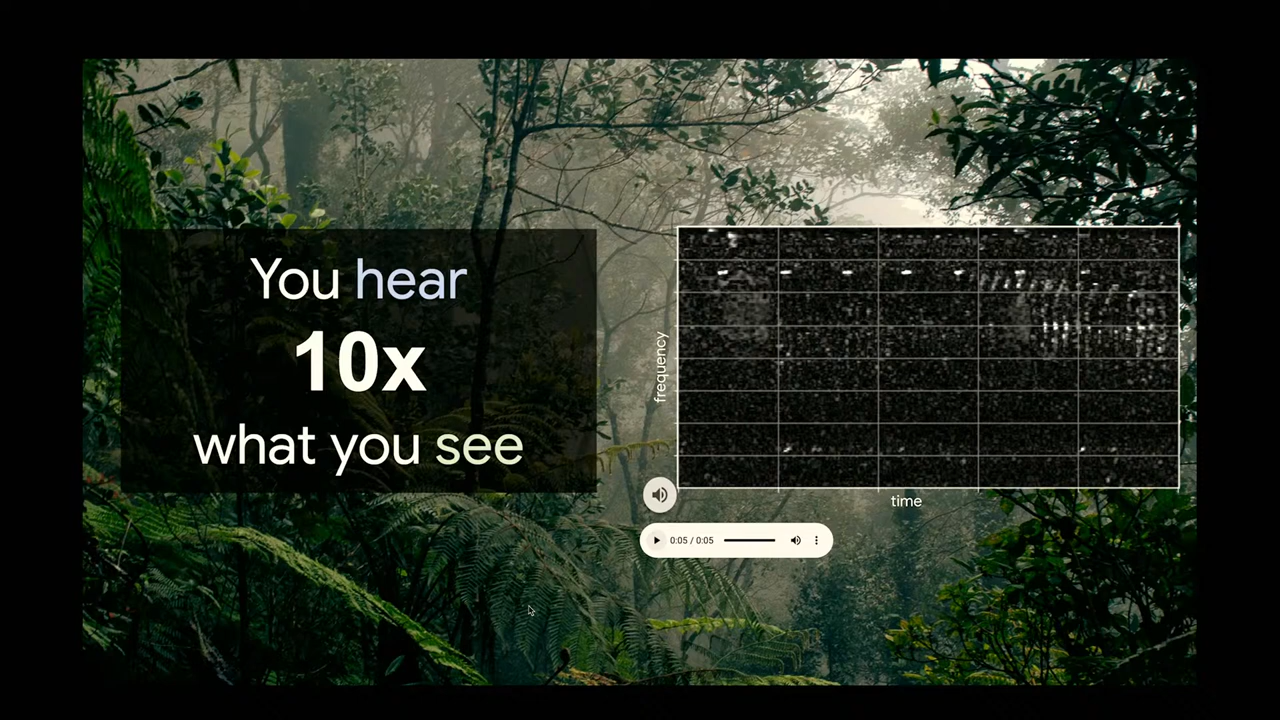 You hear
10x
what you see
frequency
time
0:05 / 0:05